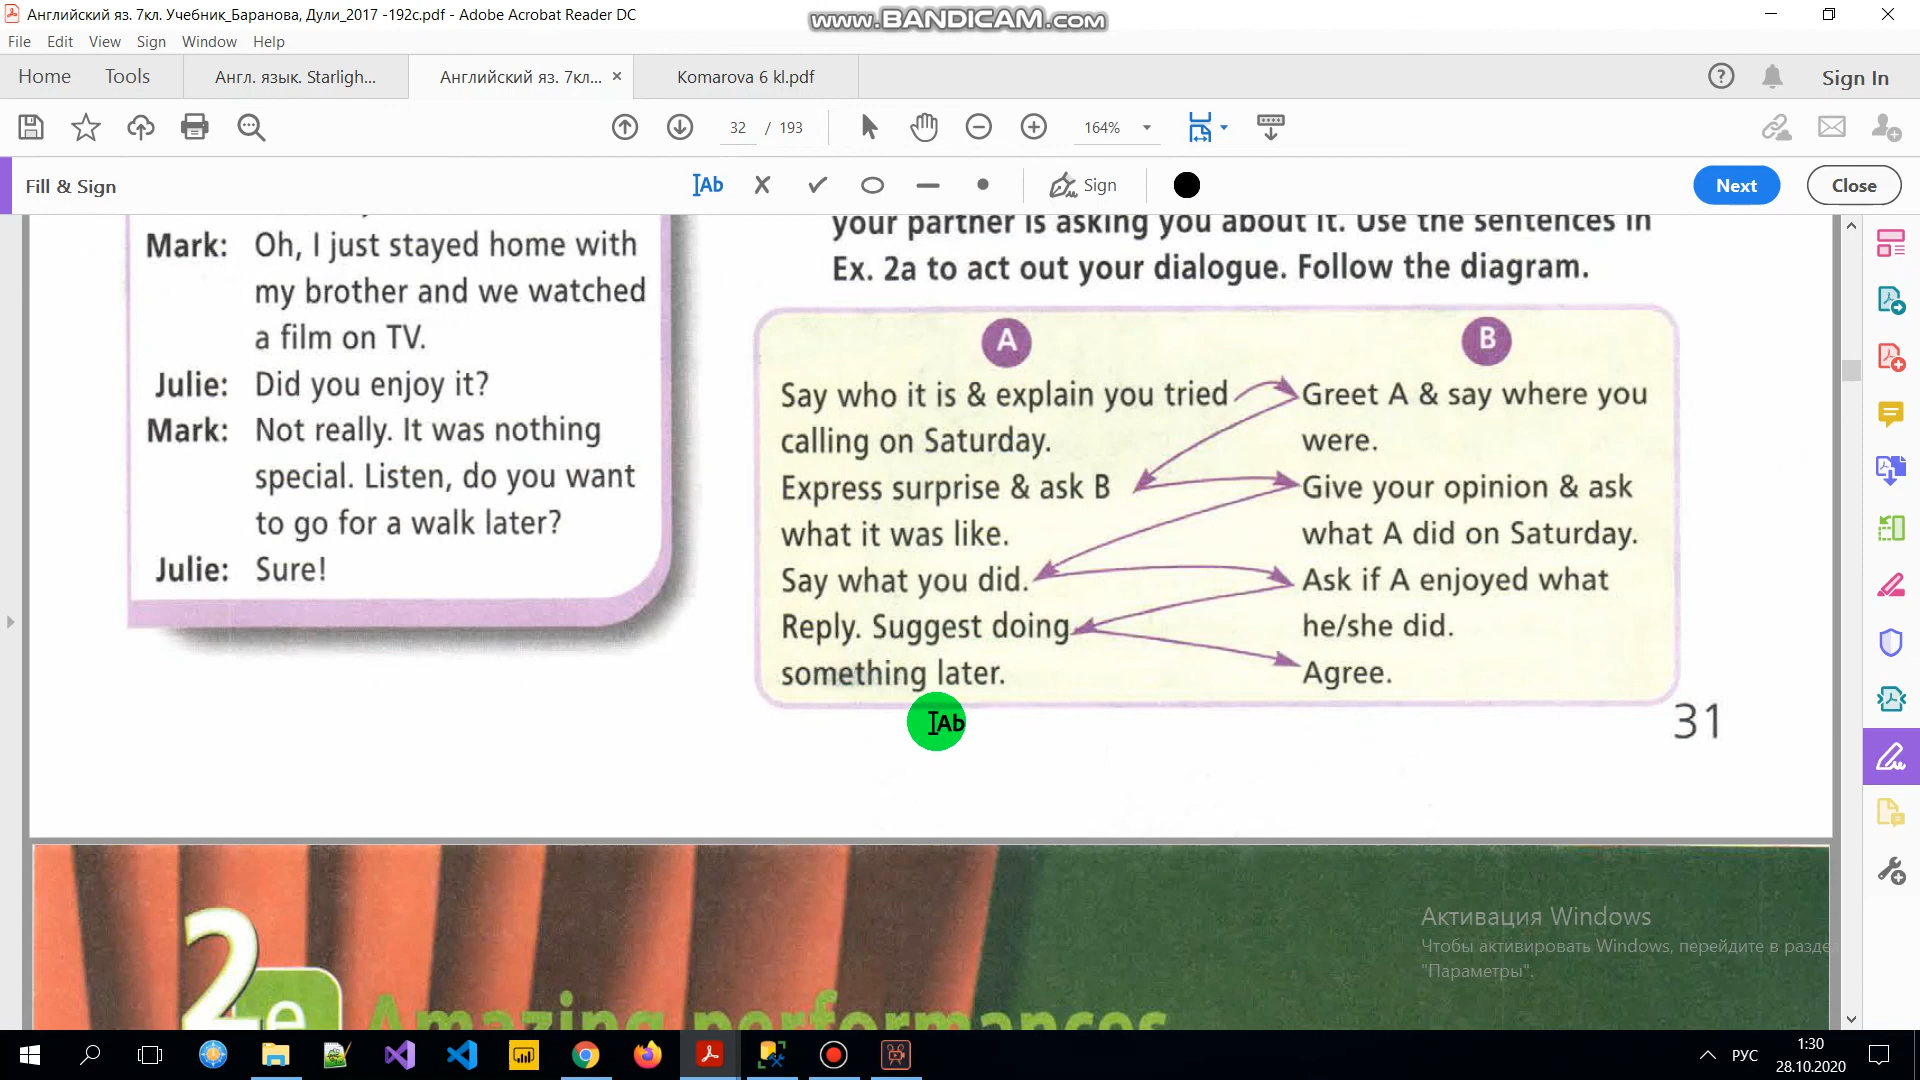 Английский яз. 7кл. Учебник_Баранова, Дули_2017 -192с.pdf - Adobe Acrobat Reader DC
www.BANDICAM.com
File Edit View Sign Window Help
Home Tools Англ. язык. Starligh... Английский яз. 7кл... × Komarova 6 kl.pdf Sign In
32 / 193 164%
Fill & Sign Ab Sign Next Close
Mark: Oh, I just stayed home with
my brother and we watched
a film on TV.
Julie: Did you enjoy it?
Mark: Not really. It was nothing
special. Listen, do you want
to go for a walk later?
Julie: Sure!
your partner is asking you about it. Use the sentences in
Ex. 2a to act out your dialogue. Follow the diagram.
A
Say who it is & explain you tried
calling on Saturday.
Express surprise & ask B
what it was like.
Say what you did.
Reply. Suggest doing
something later.
B
Greet A & say where you
were.
Give your opinion & ask
what A did on Saturday.
Ask if A enjoyed what
he/she did.
Agree.
Ab
31
2e Amazing performances
Активация Windows
Чтобы активировать Windows, перейдите в разде
"Параметры".
РУС
1:30
28.10.2020